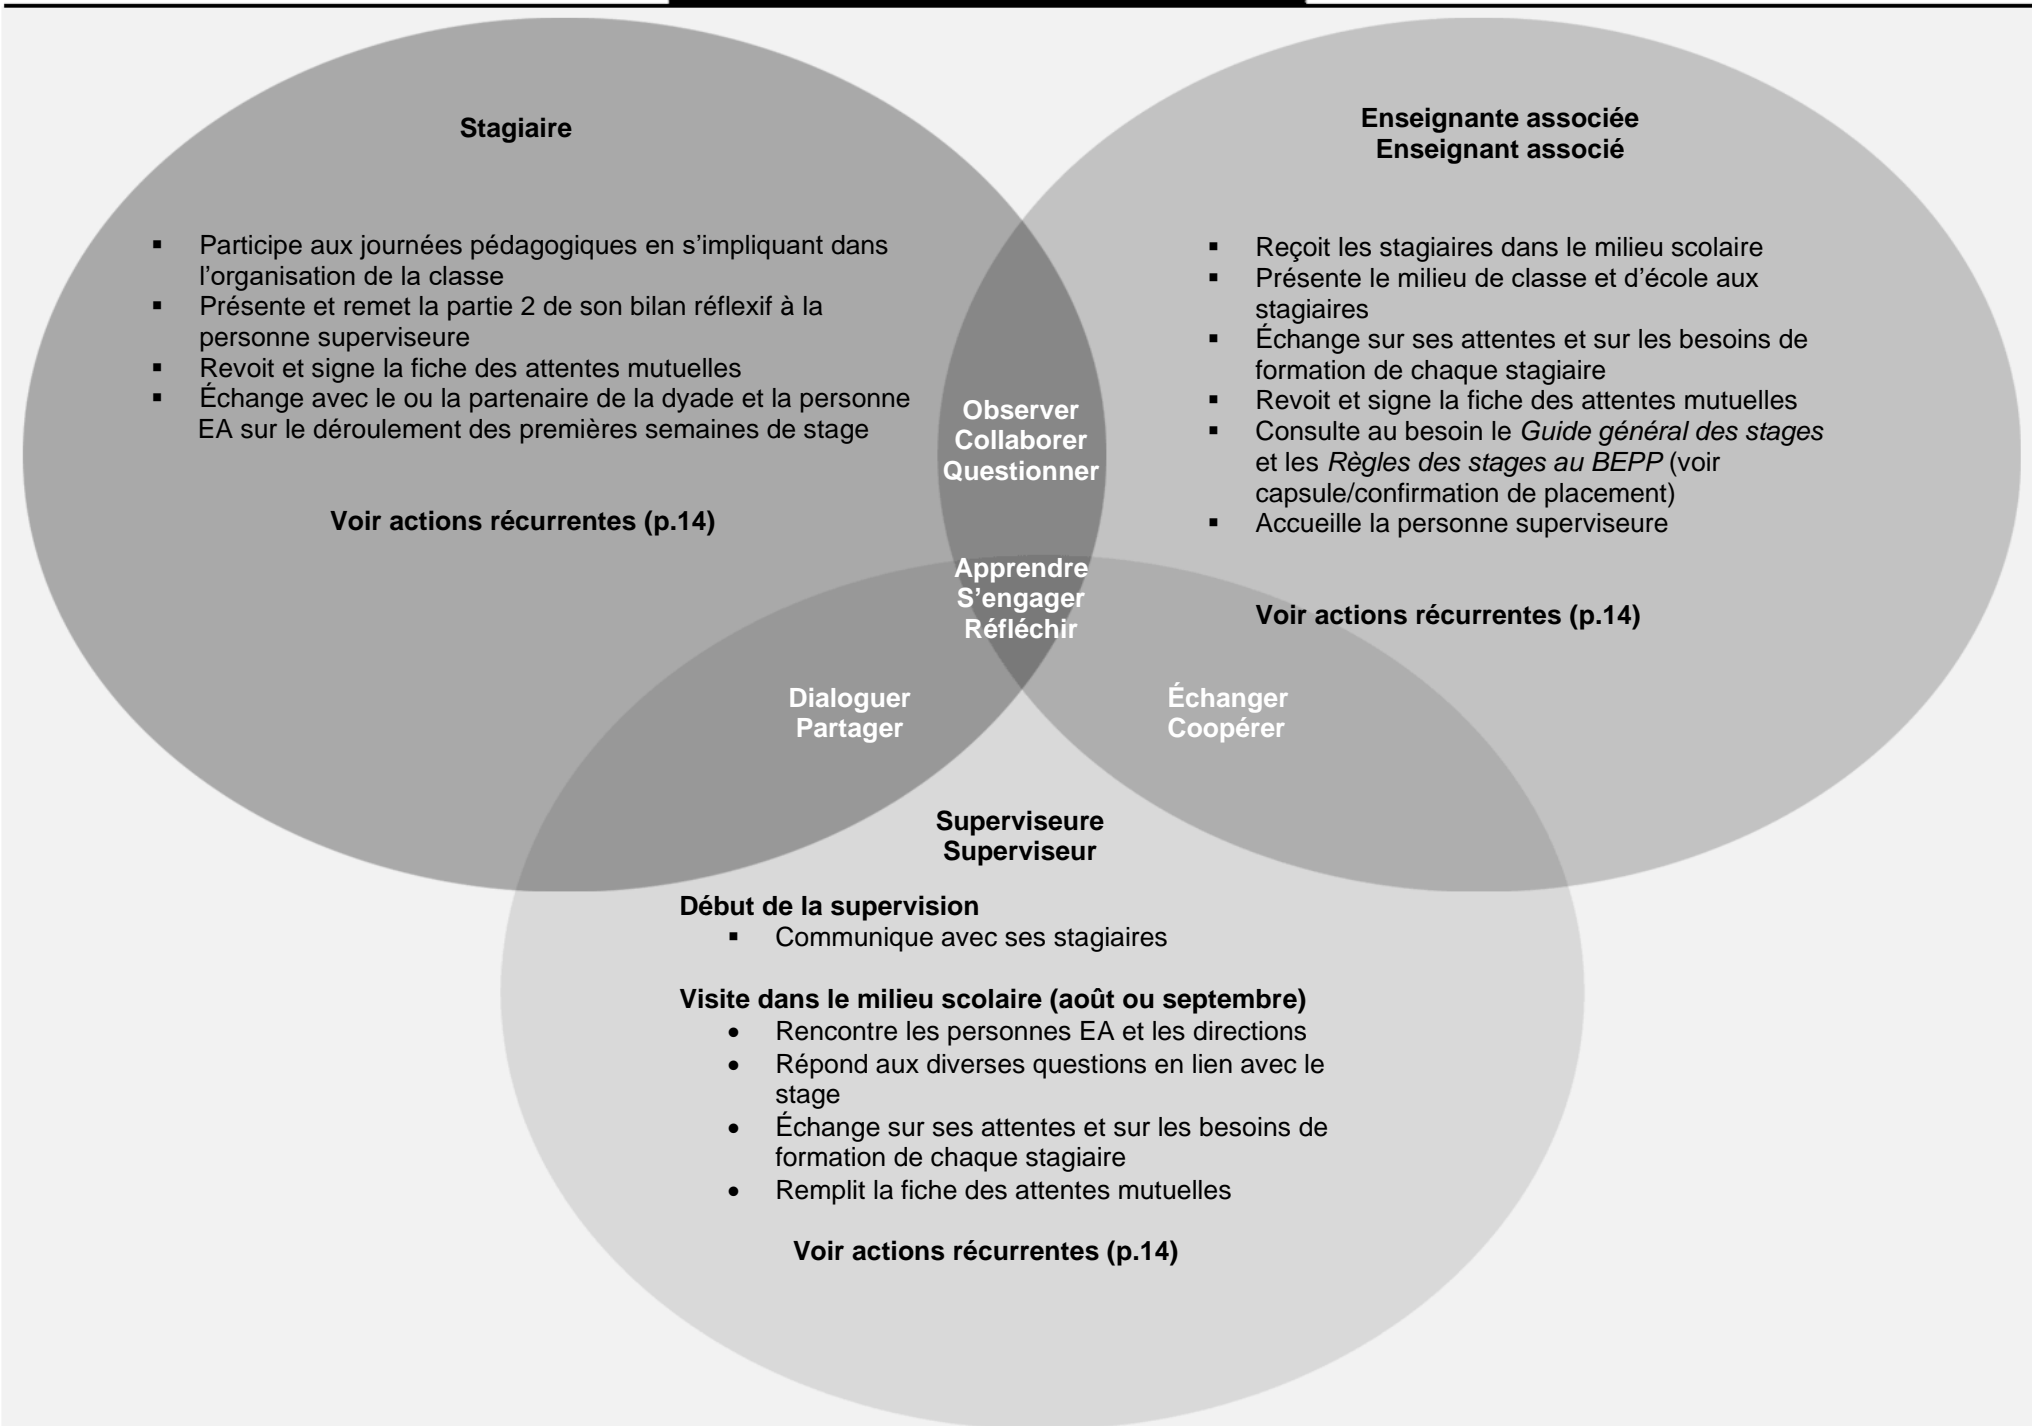 Stagiaire
▪ Participe aux journées pédagogiques en s’impliquant dans
l’organisation de la classe
▪ Présente et remet la partie 2 de son bilan réflexif à la
personne superviseure
▪ Revoit et signe la fiche des attentes mutuelles
▪ Échange avec le ou la partenaire de la dyade et la personne
EA sur le déroulement des premières semaines de stage
Voir actions récurrentes (p.14)
Enseignante associée
Enseignant associé
▪ Reçoit les stagiaires dans le milieu scolaire
▪ Présente le milieu de classe et d’école aux
stagiaires
▪ Échange sur ses attentes et sur les besoins de
formation de chaque stagiaire
▪ Revoit et signe la fiche des attentes mutuelles
▪ Consulte au besoin le Guide général des stages
et les Règles des stages au BEPP (voir
capsule/confirmation de placement)
▪ Accueille la personne superviseure
Voir actions récurrentes (p.14)
Observer
Collaborer
Questionner
Apprendre
S’engager
Réfléchir
Dialoguer
Partager
Échanger
Coopérer
Superviseure
Superviseur
Début de la supervision
▪ Communique avec ses stagiaires
Visite dans le milieu scolaire (août ou septembre)
• Rencontre les personnes EA et les directions
• Répond aux diverses questions en lien avec le
stage
• Échange sur ses attentes et sur les besoins de
formation de chaque stagiaire
• Remplit la fiche des attentes mutuelles
Voir actions récurrentes (p.14)